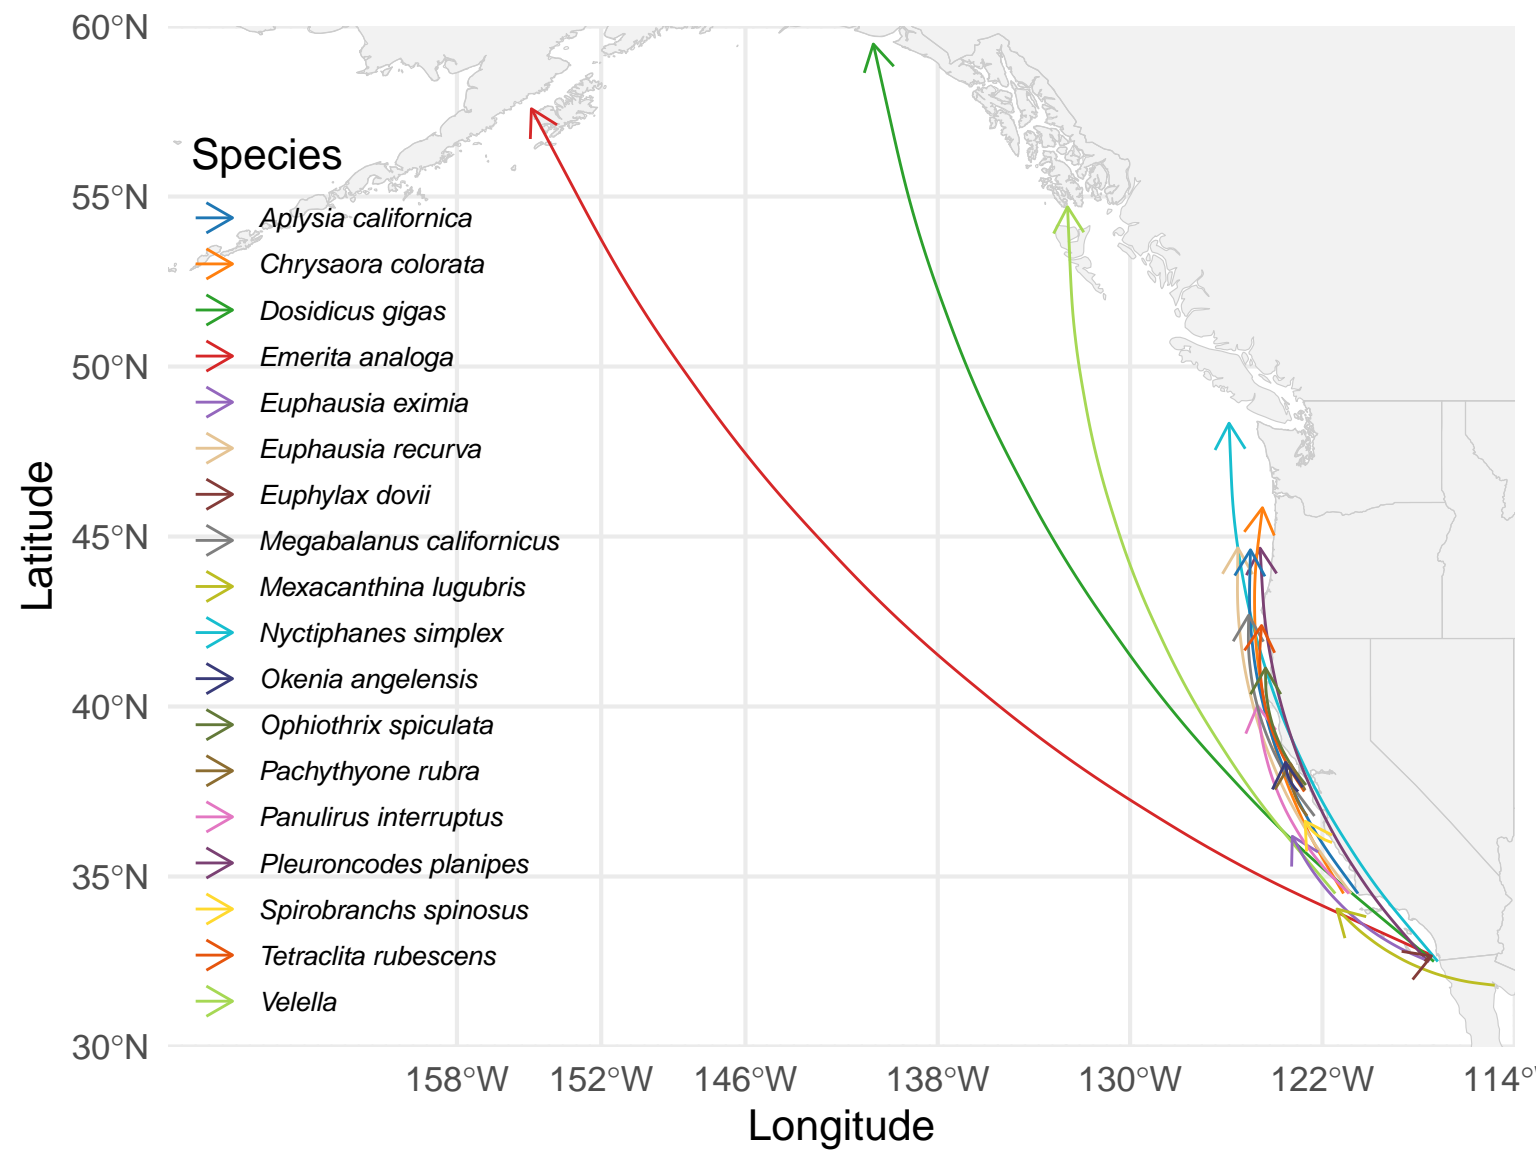 60°N
55°N
50°N
45°N
40°N
35°N
30°N
Latitude
Species
Aplysia californica
Chrysaora colorata
Dosidicus gigas
Emerita analoga
Euphausia eximia
Euphausia recurva
Euphylax dovii
Megabalanus californicus
Mexacanthina lugubris
Nyctiphanes simplex
Okenia angelensis
Ophiothrix spiculata
Pachythyone rubra
Panulirus interruptus
Pleuroncodes planipes
Spirobranchs spinosus
Tetraclita rubescens
Velella
158°W 152°W 146°W 138°W 130°W 122°W 114°
Longitude